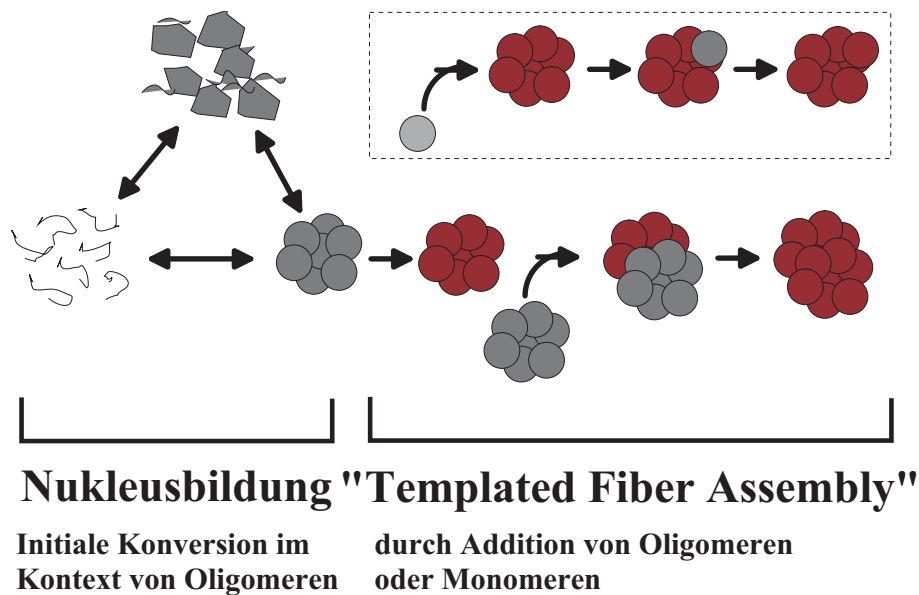 Nukleusbildung "Templated Fiber Assembly"
Initiale Konversion im
Kontext von Oligomeren
durch Addition von Oligomeren
oder Monomeren